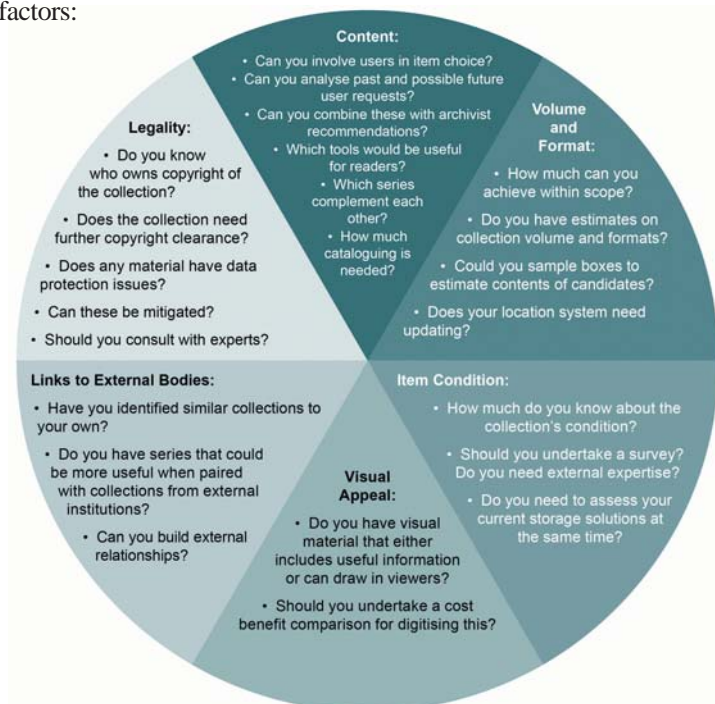 factors:
Content:
• Can you involve users in item choice?
• Can you analyse past and possible future
user requests?
• Can you combine these with archivist
recommendations?
• Which tools would be useful
for readers?
• Which series
complement each
other?
• How much
cataloguing is
needed?
Volume
and
Format:
• How much can you
achieve within scope?
• Do you have estimates on
collection volume and formats?
• Could you sample boxes to
estimate contents of candidates?
• Does your location system need
updating?
Item Condition:
• How much do you know about the
collection's condition?
• Should you undertake a survey?
Do you need external expertise?
• Do you need to assess your
current storage solutions at
the same time?
Visual
Appeal:
• Do you have visual
material that either
includes useful information
or can draw in viewers?
• Should you undertake a cost
benefit comparison for digitising this?
Links to External Bodies:
• Have you identified similar collections to
your own?
• Do you have series that could
be more useful when paired
with collections from external
institutions?
• Can you build external
relationships?
Legality:
• Do you know
who owns copyright of
the collection?
• Does the collection need
further copyright clearance?
• Does any material have data
protection issues?
• Can these be mitigated?
• Should you consult with experts?